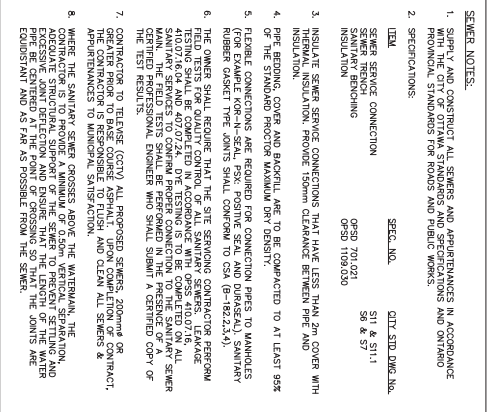 SEWER NOTES:
1. SUPPLY AND CONSTRUCT ALL SEWERS AND APPURTENANCES IN ACCORDANCE
WITH THE CITY OF OTTAWA STANDARDS AND SPECIFICATIONS AND ONTARIO
PROVINCIAL STANDARDS FOR ROADS AND PUBLIC WORKS.
2. SPECIFICATIONS:
ITEM SPEC. NO. CITY STD DWG No.
SEWER SERVICE CONNECTION S11 & S11.1
SEWER TRENCH S6 & S7
SANITARY BENCHING OPSD 701.021
INSULATION OPSD 1109.030
3. INSULATE SEWER SERVICE CONNECTIONS THAT HAVE LESS THAN 2m COVER WITH
THERMAL INSULATION. PROVIDE 150mm CLEARANCE BETWEEN PIPE AND
INSULATION.
4. PIPE BEDDING, COVER AND BACKFILL ARE TO BE COMPACTED TO AT LEAST 95%
OF THE STANDARD PROCTOR MAXIMUM DRY DENSITY.
5. FLEXIBLE CONNECTIONS ARE REQUIRED FOR CONNECTION PIPES TO MANHOLES
(FOR EXAMPLE KOR-N-SEAL, PSX: POSITIVE SEAL AND DURASEAL). SANITARY
RUBBER GASKET TYPE JOINTS SHALL CONFORM TO CSA (B-182.2,3,4).
6. THE OWNER SHALL REQUIRE THAT THE SITE SERVICING CONTRACTOR PERFORM
FIELD TESTS FOR QUALITY CONTROL OF ALL SANITARY SEWERS. LEAKAGE
TESTING SHALL BE COMPLETED IN ACCORDANCE WITH OPSS 410.07.16,
410.07.16.04 AND 407.07.24. DYE TESTING IS TO BE COMPLETED ON ALL
SANITARY SERVICES TO CONFIRM PROPER CONNECTION TO THE SANITARY SEWER
MAIN. THE FIELD TESTS SHALL BE PERFORMED IN THE PRESENCE OF A
CERTIFIED PROFESSIONAL ENGINEER WHO SHALL SUBMIT A CERTIFIED COPY OF
THE TEST RESULTS.
7. CONTRACTOR TO TELEVISE (CCTV) ALL PROPOSED SEWERS, 200mmø OR
GREATER PRIOR TO BASE COURSE ASPHALT. UPON COMPLETION OF CONTRACT,
THE CONTRACTOR IS RESPONSIBLE TO FLUSH AND CLEAN ALL SEWERS &
APPURTENANCES TO MUNICIPAL SATISFACTION.
8. WHERE THE SANITARY SEWER CROSSES ABOVE THE WATERMAIN, THE
CONTRACTOR IS TO PROVIDE A MINIMUM OF 0.50m VERTICAL SEPARATION,
ADEQUATE STRUCTURAL SUPPORT OF THE SEWER TO PREVENT SETTLING AND
EXCESSIVE JOINT DEFLECTION AND ENSURE THAT THE LENGTH OF THE WATER
PIPE BE CENTERED AT THE POINT OF CROSSING SO THAT THE JOINTS ARE
EQUIDISTANT AND AS FAR AS POSSIBLE FROM THE SEWER.